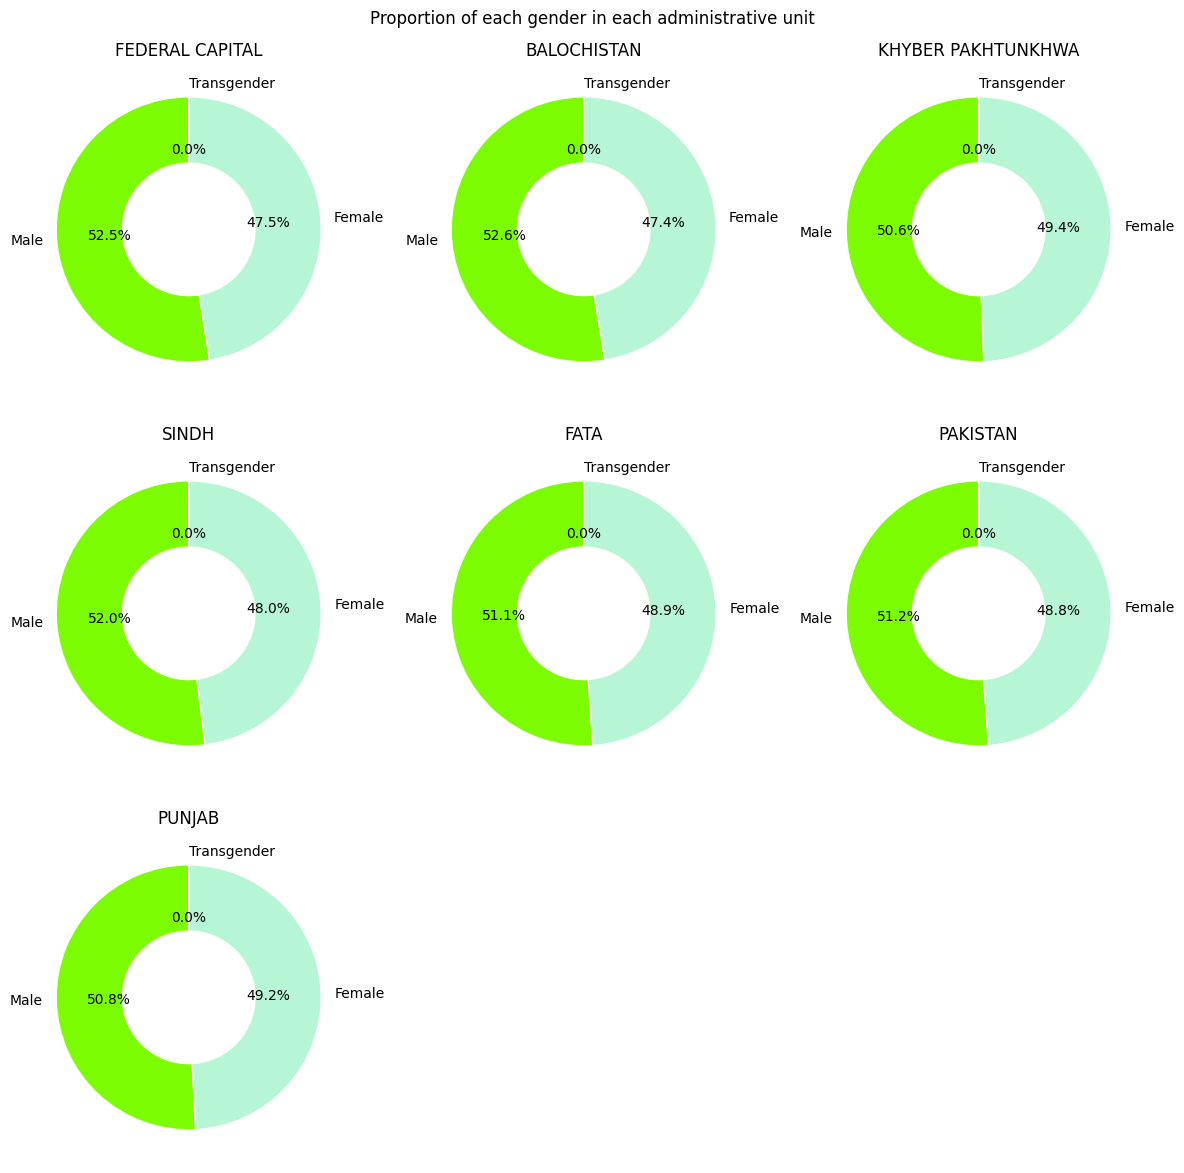 Proportion of each gender in each administrative unit
FEDERAL CAPITAL
Transgender
0.0%
Male
52.5%
47.5%
Female
BALOCHISTAN
Transgender
0.0%
Male
52.6%
47.4%
Female
KHYBER PAKHTUNKHWA
Transgender
0.0%
Male
50.6%
49.4%
Female
SINDH
Transgender
0.0%
Male
52.0%
48.0%
Female
FATA
Transgender
0.0%
Male
51.1%
48.9%
Female
PAKISTAN
Transgender
0.0%
Male
51.2%
48.8%
Female
PUNJAB
Transgender
0.0%
Male
50.8%
49.2%
Female